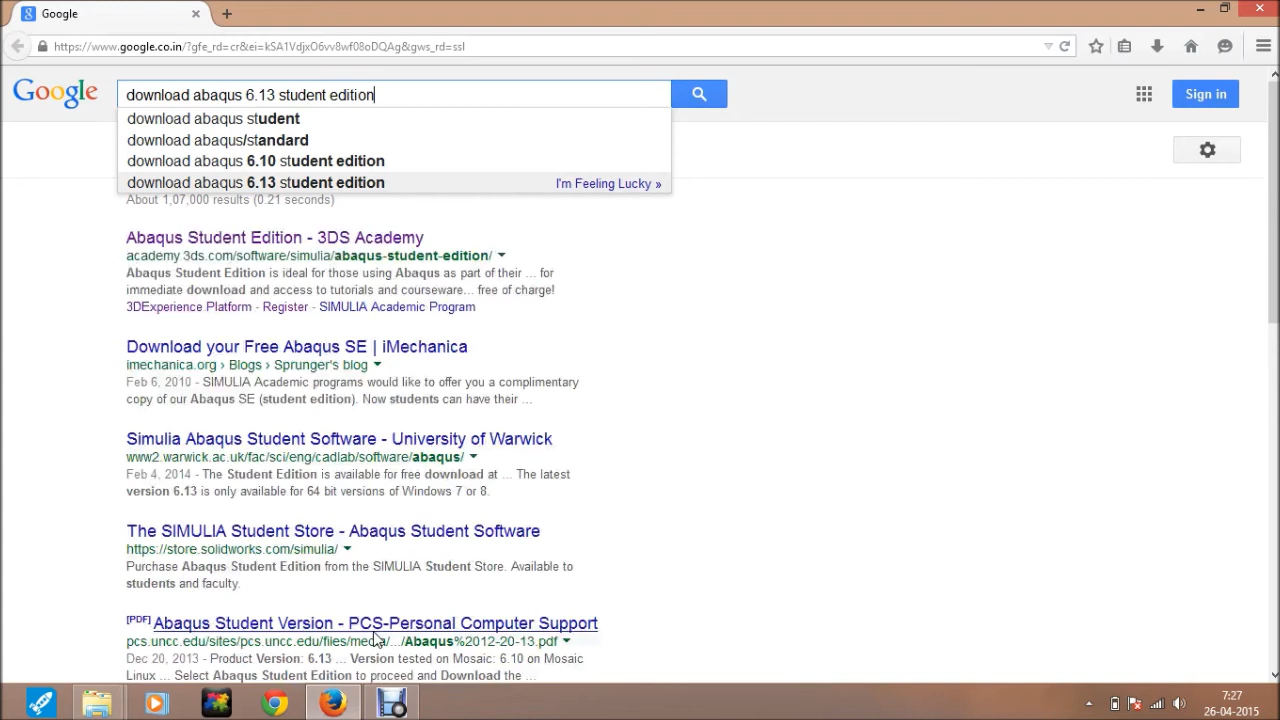 Google
https://www.google.co.in/?gfe_rd=cr&ei=kSA1VdjxO6vv8wf08oDQAg&gws_rd=ssl
Google
download abaqus 6.13 student edition
Sign in
download abaqus student
download abaqus/standard
download abaqus 6.10 student edition
download abaqus 6.13 student edition I'm Feeling Lucky »
About 1,07,000 results (0.21 seconds)
Abaqus Student Edition - 3DS Academy
academy.3ds.com/software/simulia/abaqus-student-edition/
Abaqus Student Edition is ideal for those using Abaqus as part of their ... for
immediate download and access to tutorials and courseware... free of charge!
3DExperience Platform - Register - SIMULIA Academic Program
Download your Free Abaqus SE | iMechanica
imechanica.org › Blogs › Sprunger's blog
Feb 6, 2010 - SIMULIA Academic programs would like to offer you a complimentary
copy of our Abaqus SE (student edition). Now students can have their ...
Simulia Abaqus Student Software - University of Warwick
www2.warwick.ac.uk/fac/sci/eng/cadlab/software/abaqus/
Feb 4, 2014 - The Student Edition is available for free download at ... The latest
version 6.13 is only available for 64 bit versions of Windows 7 or 8.
The SIMULIA Student Store - Abaqus Student Software
https://store.solidworks.com/simulia/
Purchase Abaqus Student Edition from the SIMULIA Student Store. Available to
students and faculty.
[PDF] Abaqus Student Version - PCS-Personal Computer Support
pcs.uncc.edu/sites/pcs.uncc.edu/files/media/.../Abaqus%2012-20-13.pdf
Dec 20, 2013 - Product Version: 6.13 ... Version tested on Mosaic: 6.10 on Mosaic
Linux ... Select Abaqus Student Edition to proceed and Download the ...
7:27
26-04-2015